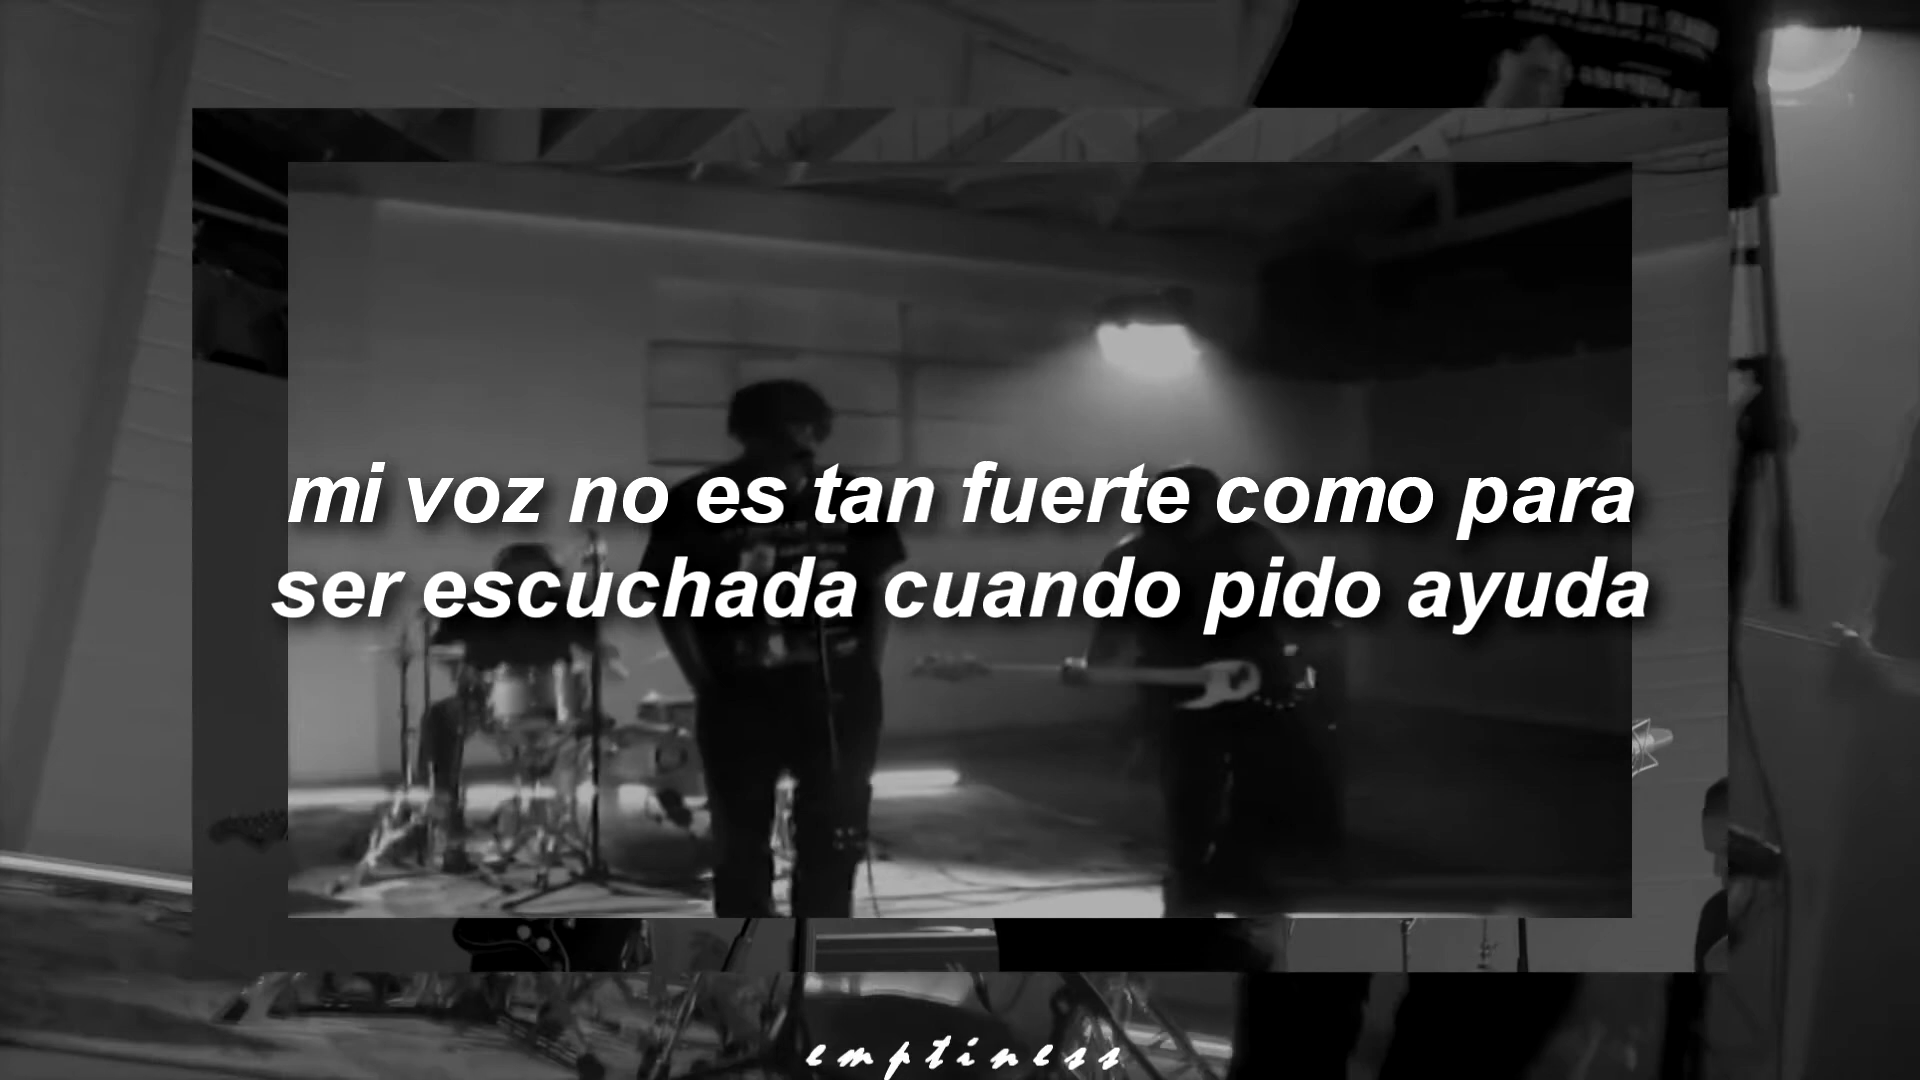 mi voz no es tan fuerte como para
ser escuchada cuando pido ayuda
emptiness